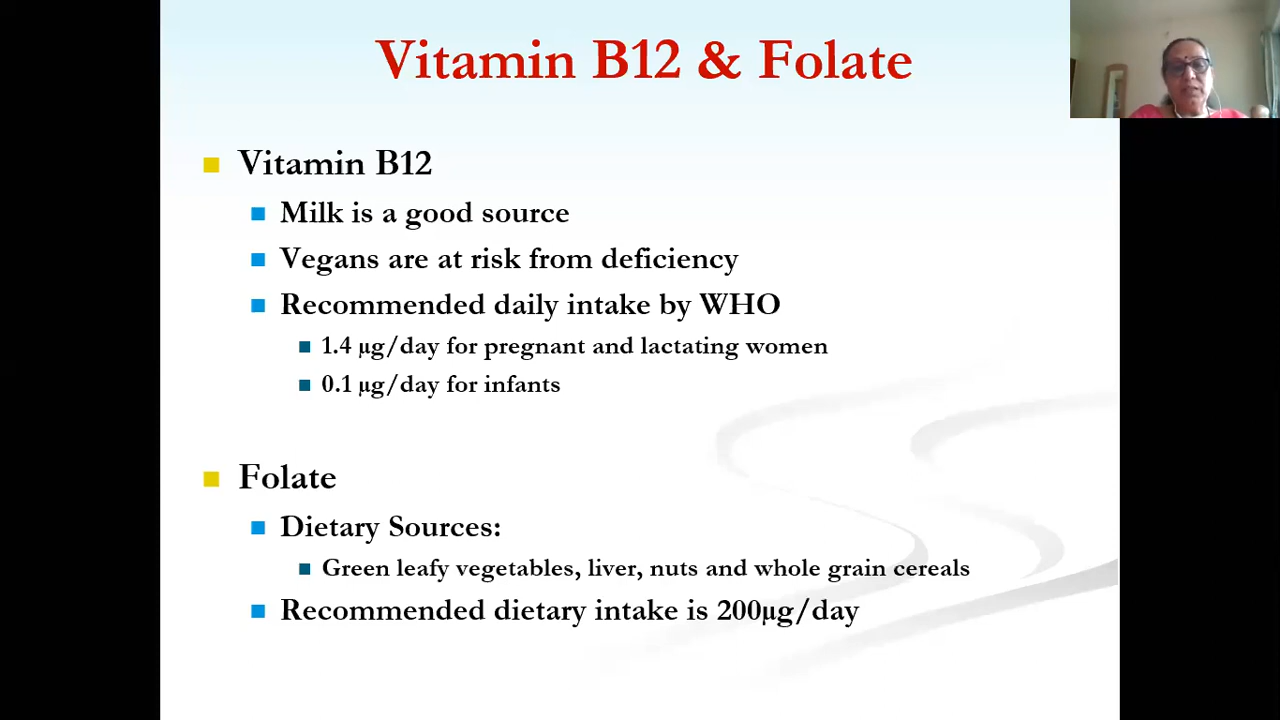 Vitamin B12 & Folate
Vitamin B12
Milk is a good source
Vegans are at risk from deficiency
Recommended daily intake by WHO
1.4 µg/day for pregnant and lactating women
0.1 µg/day for infants
Folate
Dietary Sources:
Green leafy vegetables, liver, nuts and whole grain cereals
Recommended dietary intake is 200µg/day